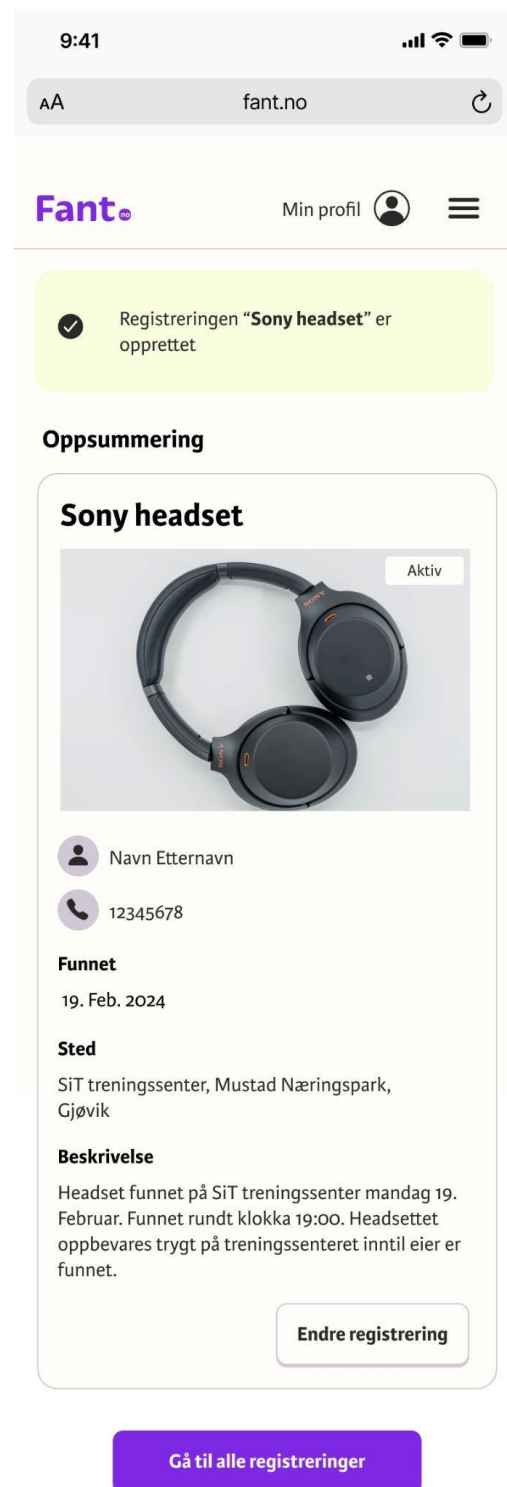 9:41
AA fant.no
Fant.no Min profil
Registreringen “Sony headset” er
opprettet
Oppsummering
Sony headset
Aktiv
SONY
SONY
Navn Etternavn
12345678
Funnet
19. Feb. 2024
Sted
SiT treningssenter, Mustad Næringspark,
Gjøvik
Beskrivelse
Headset funnet på SiT treningssenter mandag 19.
Februar. Funnet rundt klokka 19:00. Headsettet
oppbevares trygt på treningssenteret inntil eier er
funnet.
Endre registrering
Gå til alle registreringer